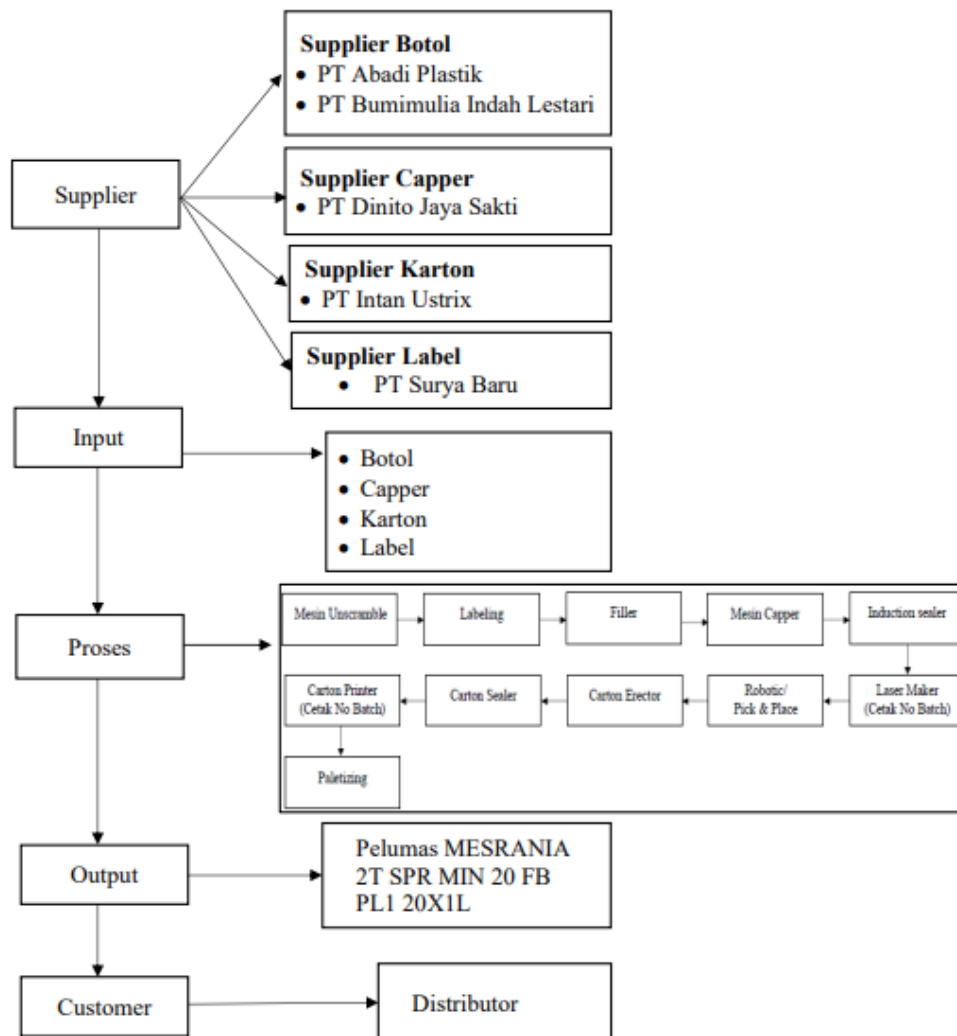 Supplier
Supplier Botol
• PT Abadi Plastik
• PT Bumimulia Indah Lestari
Supplier Capper
• PT Dinito Jaya Sakti
Supplier Karton
• PT Intan Ustrix
Supplier Label
• PT Surya Baru
Input
• Botol
• Capper
• Karton
• Label
Proses
Mesin Unscramble
Labeling
Filler
Mesin Capper
Induction sealer
Laser Maker
(Cetak No Batch)
Robotic/
Pick & Place
Carton Erector
Carton Sealer
Carton Printer
(Cetak No Batch)
Paletizing
Output
Pelumas MESRANIA
2T SPR MIN 20 FB
PL1 20X1L
Customer
Distributor